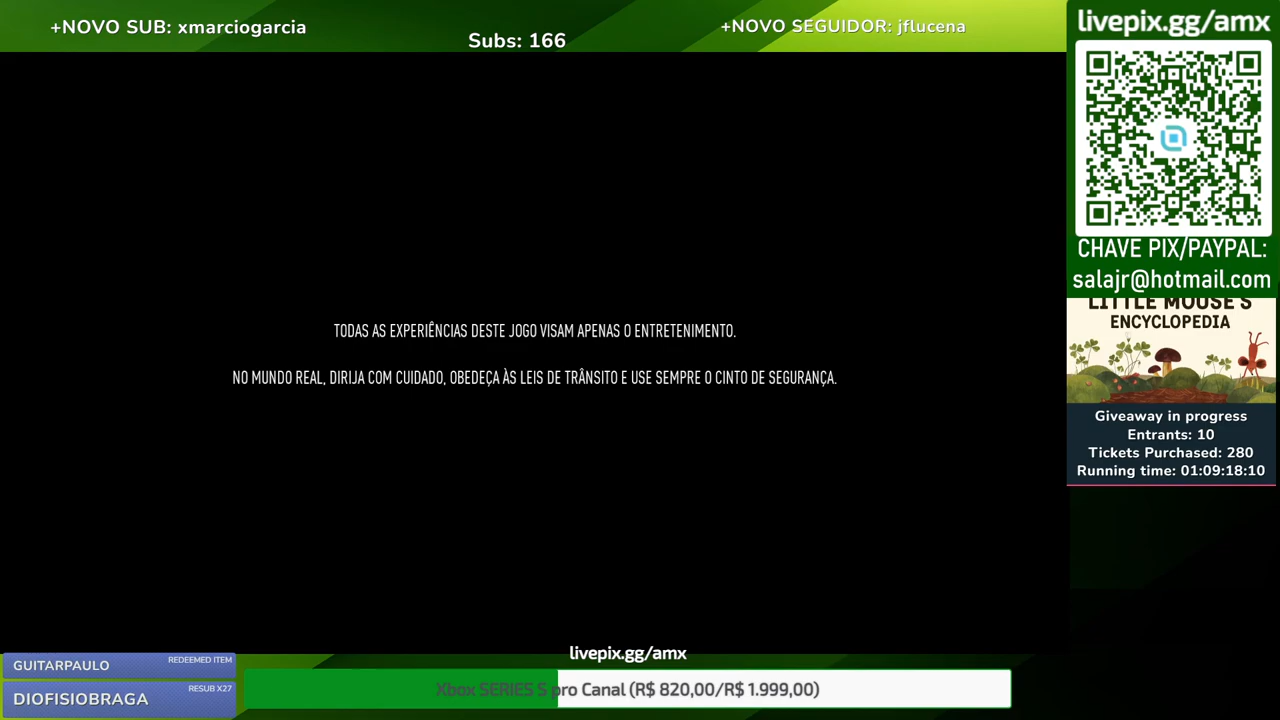 +NOVO SUB: xmarciogarcia
Subs: 166
+NOVO SEGUIDOR: jflucena
livepix.gg/amx
CHAVE PIX/PAYPAL:
salajr@hotmail.com
LITTLE MOUSE'S
ENCYCLOPEDIA
Giveaway in progress
Entrants: 10
Tickets Purchased: 280
Running time: 01:09:18:10
TODAS AS EXPERIÊNCIAS DESTE JOGO VISAM APENAS O ENTRETENIMENTO.
NO MUNDO REAL, DIRIJA COM CUIDADO, OBEDEÇA ÀS LEIS DE TRÂNSITO E USE SEMPRE O CINTO DE SEGURANÇA.
livepix.gg/amx
GUITARPAULO REDEEMED ITEM
DIOFISIOBRAGA RESUB X27
Xbox SERIES S pro Canal (R$ 820,00/R$ 1.999,00)